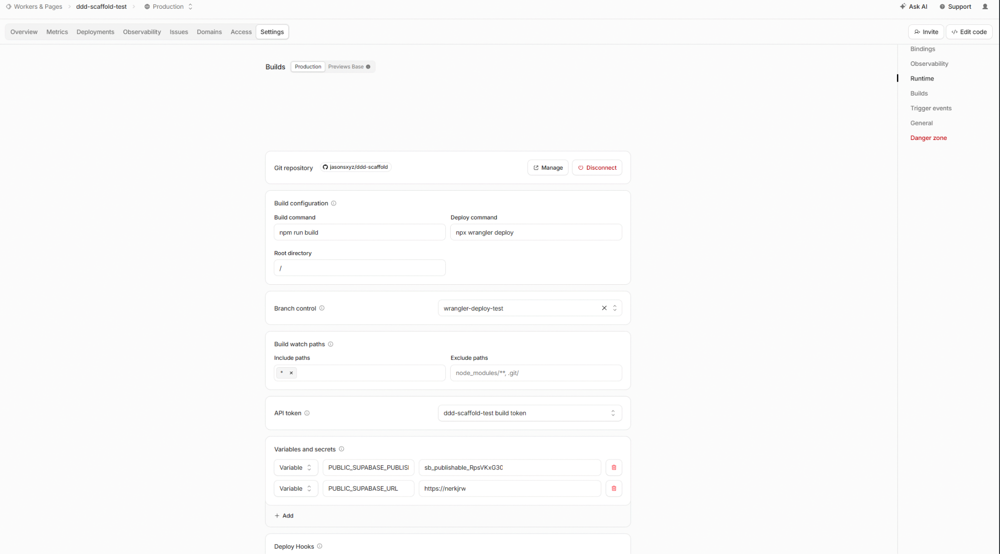 Workers & Pages ddd-scaffold-test Production
Ask AI Support
Overview Metrics Deployments Observability Issues Domains Access Settings
Invite Edit code
Bindings
Observability
Runtime
Builds
Trigger events
General
Danger zone
Builds Production Previews Base
Git repository jasonsxyz/ddd-scaffold Manage Disconnect
Build configuration
Build command Deploy command
npm run build npx wrangler deploy
Root directory
/
Branch control wrangler-deploy-test
Build watch paths
Include paths Exclude paths
* × node_modules/**, .git/
API token ddd-scaffold-test build token
Variables and secrets
Variable PUBLIC_SUPABASE_PUBLIS sb_publishable_RpsVKxG30
Variable PUBLIC_SUPABASE_URL https://nerkjrw
+ Add
Deploy Hooks